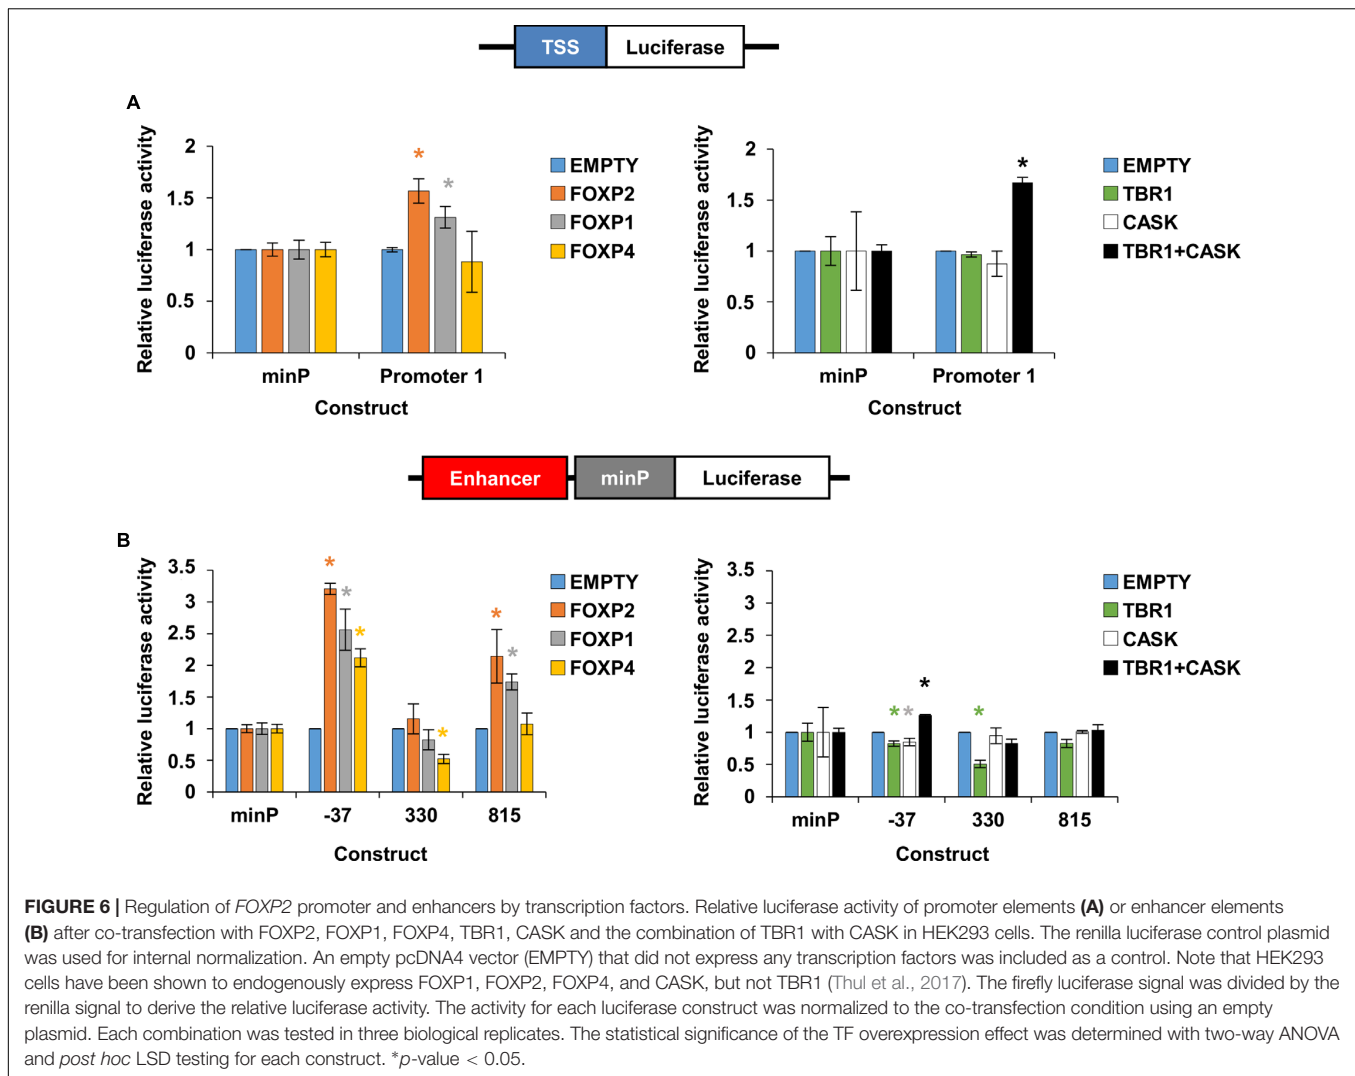 TSS Luciferase
A
Relative luciferase activity
2
1.5
1
0.5
0
*
*
minP Promoter 1
Construct
EMPTY
FOXP2
FOXP1
FOXP4
Relative luciferase activity
2
1.5
1
0.5
0
*
minP Promoter 1
Construct
EMPTY
TBR1
CASK
TBR1+CASK
Enhancer minP Luciferase
B
Relative luciferase activity
3.5
3
2.5
2
1.5
1
0.5
0
*
*
*
*
*
*
minP -37 330 815
Construct
EMPTY
FOXP2
FOXP1
FOXP4
Relative luciferase activity
3.5
3
2.5
2
1.5
1
0.5
0
* * * *
minP -37 330 815
Construct
EMPTY
TBR1
CASK
TBR1+CASK
FIGURE 6 | Regulation of FOXP2 promoter and enhancers by transcription factors. Relative luciferase activity of promoter elements (A) or enhancer elements
(B) after co-transfection with FOXP2, FOXP1, FOXP4, TBR1, CASK and the combination of TBR1 with CASK in HEK293 cells. The renilla luciferase control plasmid
was used for internal normalization. An empty pcDNA4 vector (EMPTY) that did not express any transcription factors was included as a control. Note that HEK293
cells have been shown to endogenously express FOXP1, FOXP2, FOXP4, and CASK, but not TBR1 (Thul et al., 2017). The firefly luciferase signal was divided by the
renilla signal to derive the relative luciferase activity. The activity for each luciferase construct was normalized to the co-transfection condition using an empty
plasmid. Each combination was tested in three biological replicates. The statistical significance of the TF overexpression effect was determined with two-way ANOVA
and post hoc LSD testing for each construct. *p-value < 0.05.